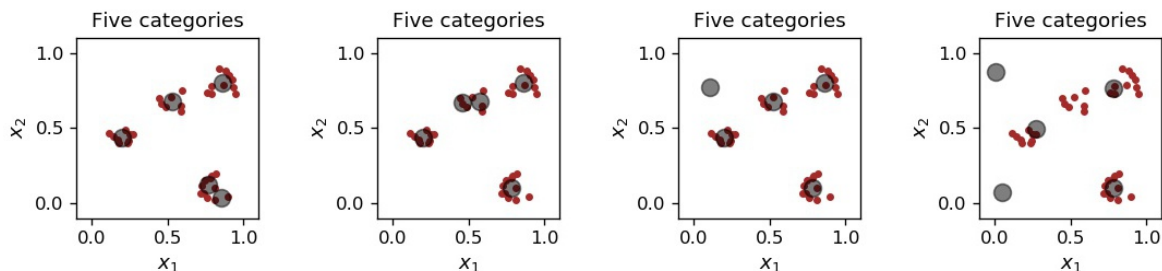 Five categories Five categories Five categories Five categories
1.0 1.0 1.0 1.0
x2 x2 x2 x2
0.5 0.5 0.5 0.5
0.0 0.0 0.0 0.0
0.0 0.5 1.0 0.0 0.5 1.0 0.0 0.5 1.0 0.0 0.5 1.0
x1 x1 x1 x1